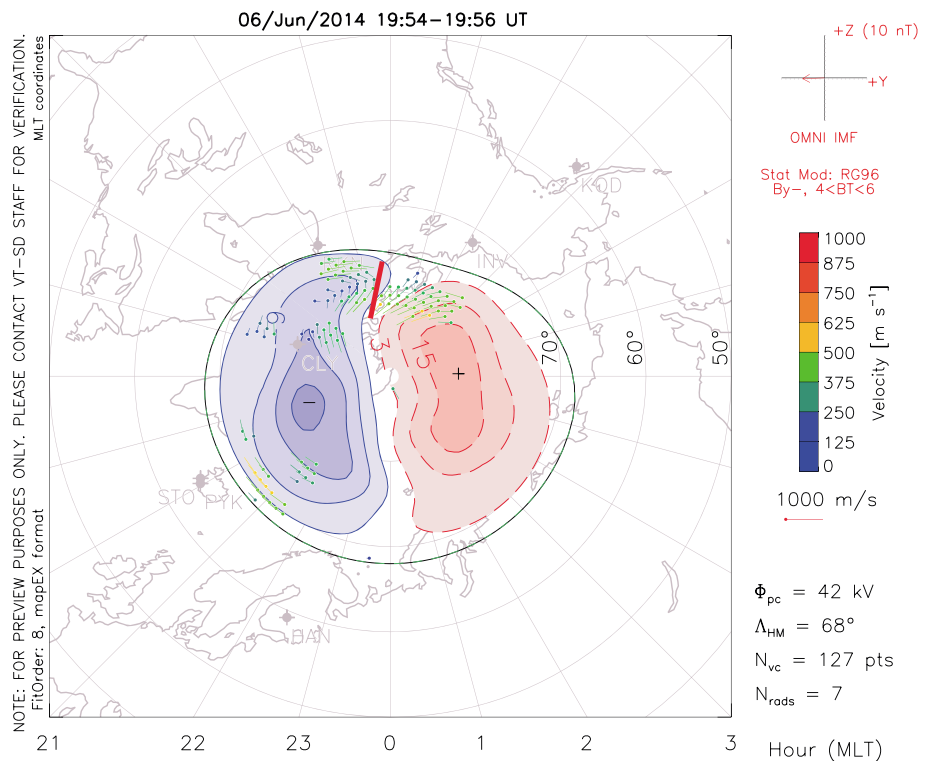 06/Jun/2014 19:54-19:56 UT
NOTE: FOR PREVIEW PURPOSES ONLY. PLEASE CONTACT VT-SD STAFF FOR VERIFICATION.
FitOrder: 8, mapEX format
MLT coordinates
+Z (10 nT)
+Y
OMNI IMF
Stat Mod: RG96
By-, 4<BT<6
1000
875
750
625
500
375
250
125
0
Velocity [m s⁻¹]
1000 m/s
KOD
9
3
15
CL
+
−
70°
60°
50°
STO
PYK
HAN
Φpc = 42 kV
ΛHM = 68°
Nvc = 127 pts
Nrads = 7
21
22
23
0
1
2
3
Hour (MLT)